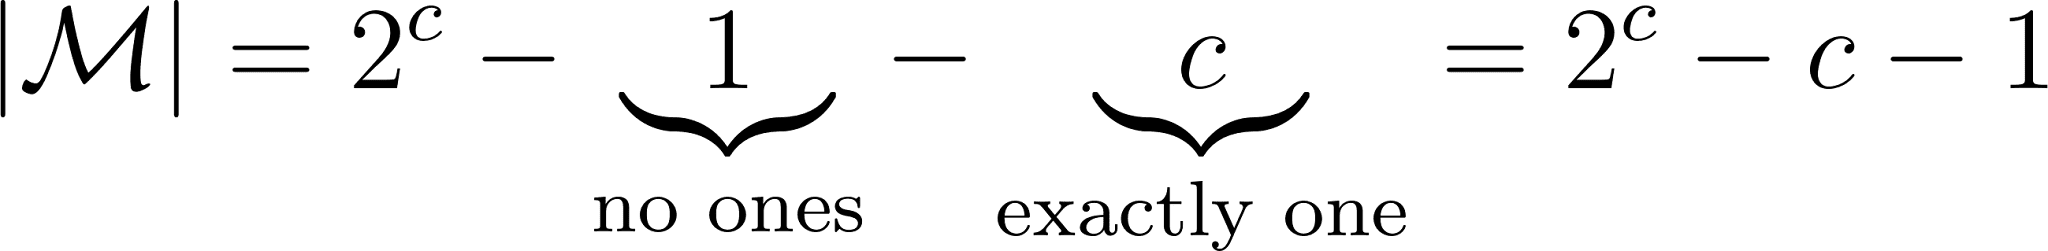 |ℳ| = 2^c − 1 − c = 2^c − c − 1
no ones exactly one